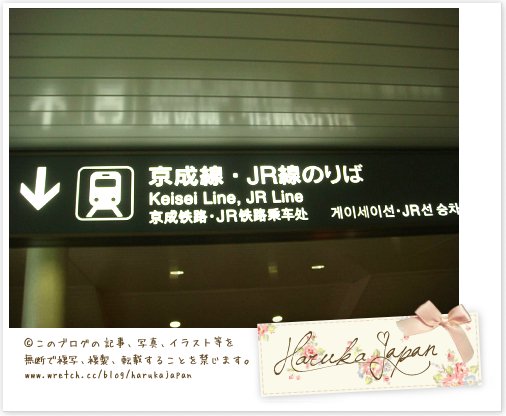 京成線・JR線のりば
Keisei Line, JR Line
京成铁路·JR铁路乘车处 게이세이선·JR선 승차
©このブログの記事、写真、イラスト等を
無断で複写、複製、転載することを禁じます。
www.wretch.cc/blog/harukajapan
Haruka Japan